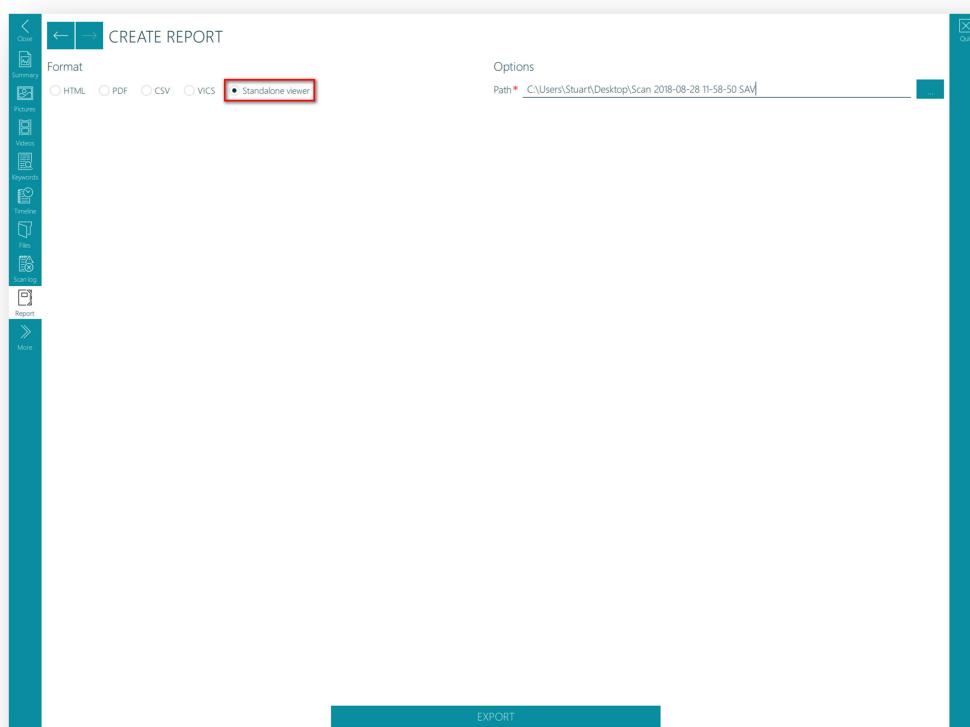 Close
CREATE REPORT
Summary
Pictures
Videos
Keywords
Timeline
Files
Scan log
Report
More
Format
HTML PDF CSV VICS Standalone viewer
Options
Path* C:\Users\Stuart\Desktop\Scan 2018-08-28 11-58-50 SAV
...
EXPORT